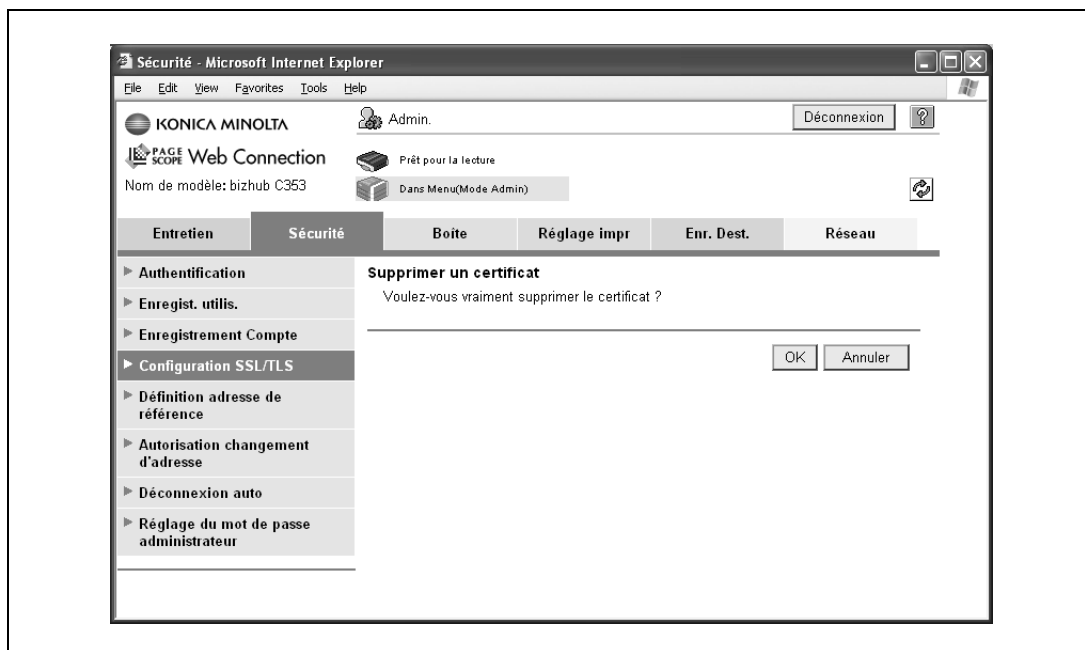 Sécurité - Microsoft Internet Explorer
File Edit View Favorites Tools Help
KONICA MINOLTA
Admin.
Déconnexion
?
PAGE SCOPE Web Connection
Prêt pour la lecture
Nom de modèle: bizhub C353
Dans Menu(Mode Admin)
Entretien Sécurité Boîte Réglage impr Enr. Dest. Réseau
Authentification
Enregist. utilis.
Enregistrement Compte
Configuration SSL/TLS
Définition adresse de
référence
Autorisation changement
d'adresse
Déconnexion auto
Réglage du mot de passe
administrateur
Supprimer un certificat
Voulez-vous vraiment supprimer le certificat ?
OK Annuler